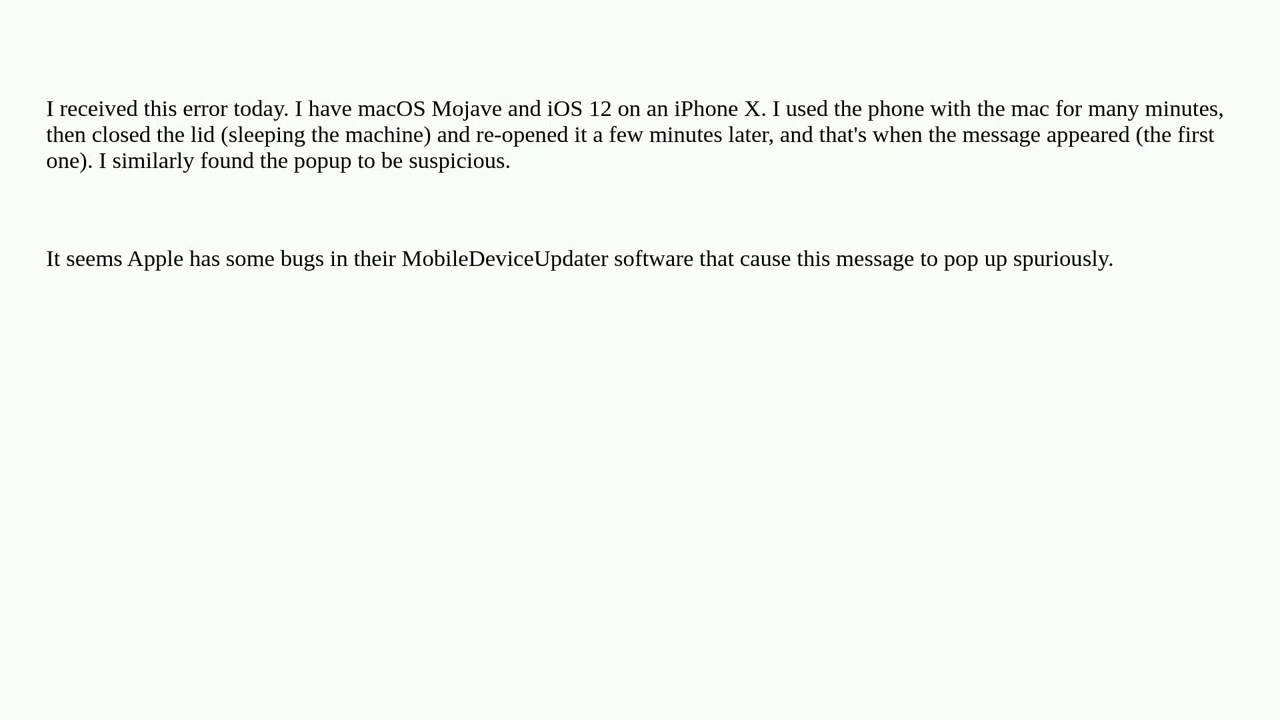 I received this error today. I have macOS Mojave and iOS 12 on an iPhone X. I used the phone with the mac for many minutes,
then closed the lid (sleeping the machine) and re-opened it a few minutes later, and that's when the message appeared (the first
one). I similarly found the popup to be suspicious.
It seems Apple has some bugs in their MobileDeviceUpdater software that cause this message to pop up spuriously.